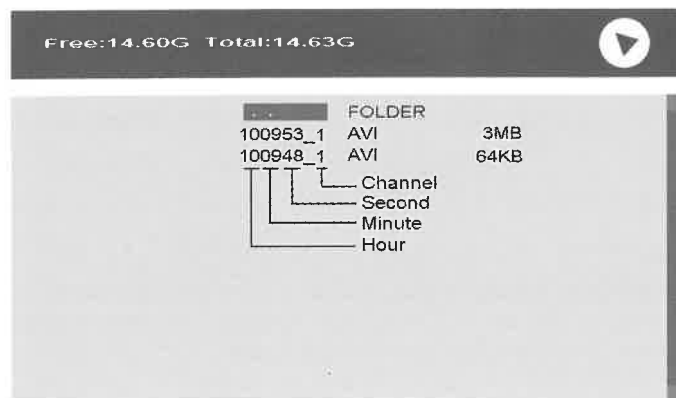 Free:14.60G Total:14.63G
. . FOLDER
100953_1 AVI 3MB
100948_1 AVI 64KB
Channel
Second
Minute
Hour